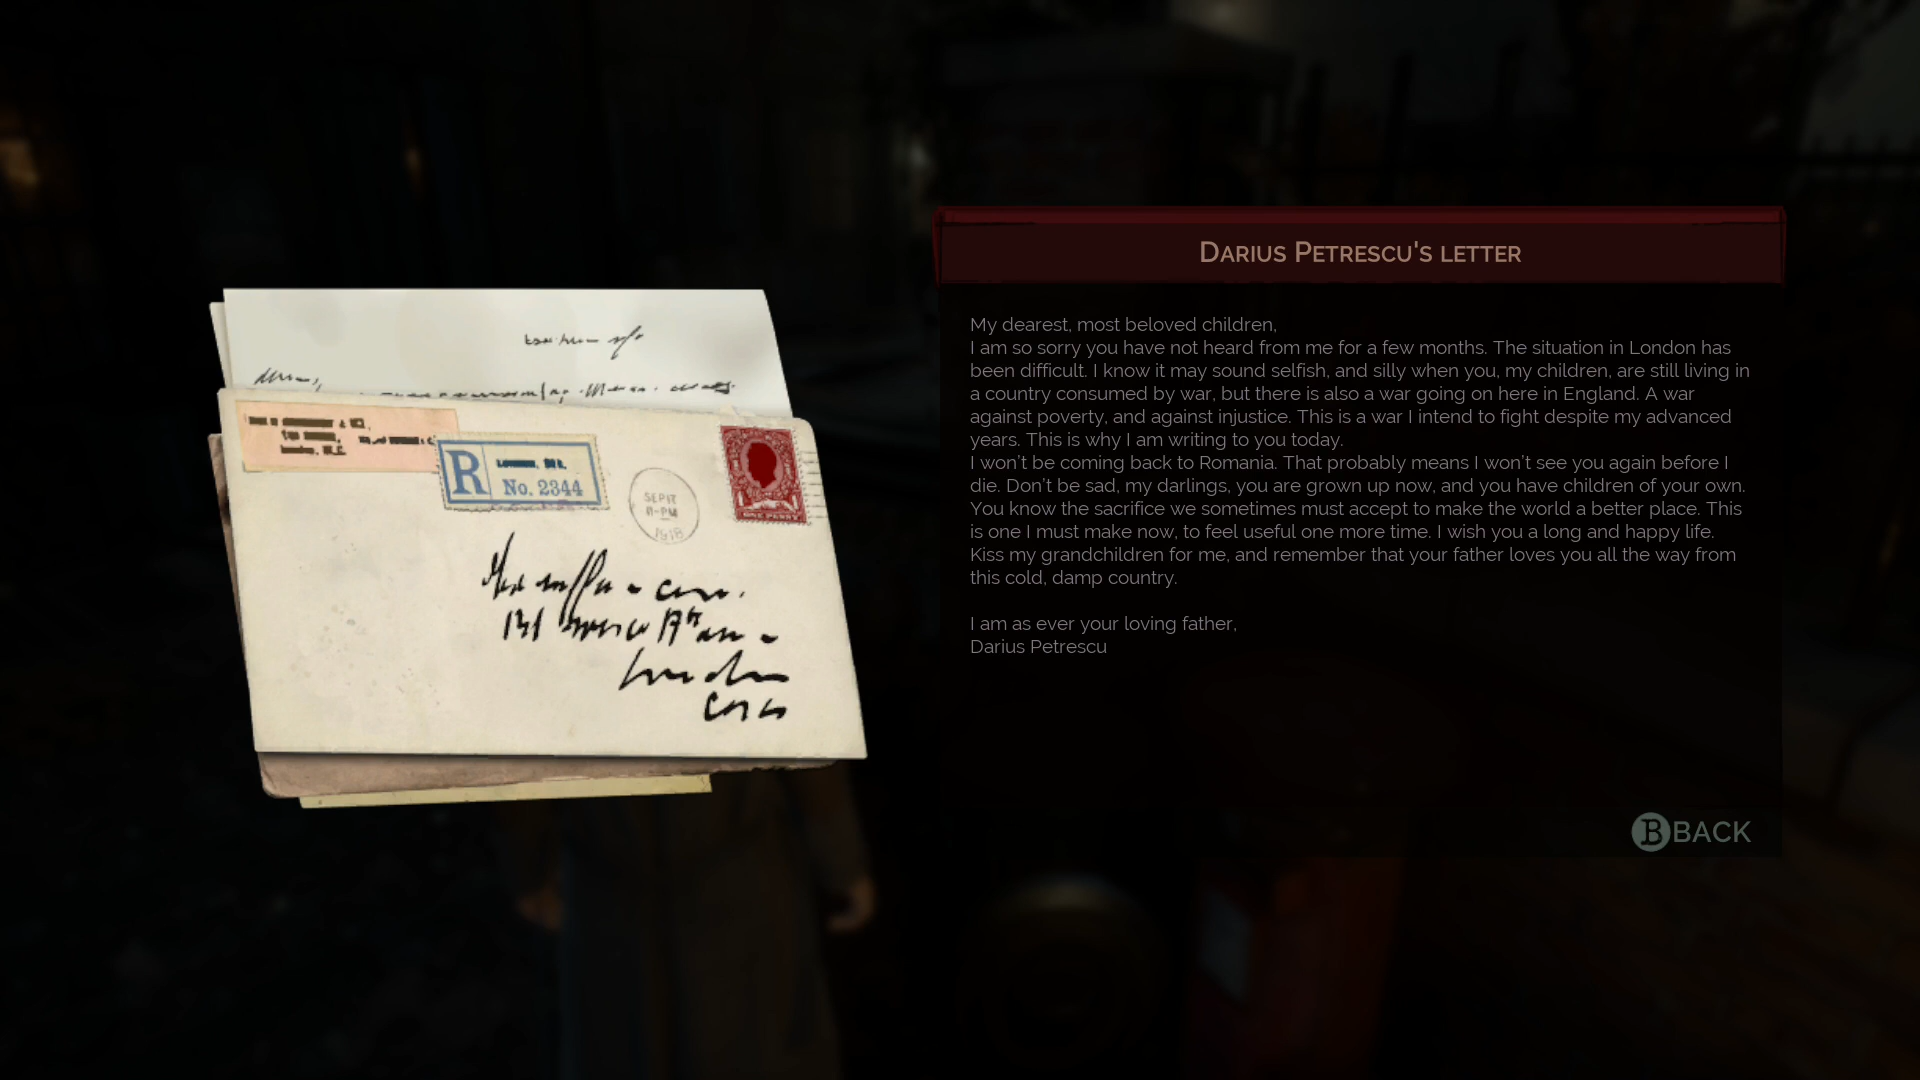 DARIUS PETRESCU'S LETTER
My dearest, most beloved children,
I am so sorry you have not heard from me for a few months. The situation in London has
been difficult. I know it may sound selfish, and silly when you, my children, are still living in
a country consumed by war, but there is also a war going on here in England. A war
against poverty, and against injustice. This is a war I intend to fight despite my advanced
years. This is why I am writing to you today.
I won't be coming back to Romania. That probably means I won't see you again before I
die. Don't be sad, my darlings, you are grown up now, and you have children of your own.
You know the sacrifice we sometimes must accept to make the world a better place. This
is one I must make now, to feel useful one more time. I wish you a long and happy life.
Kiss my grandchildren for me, and remember that your father loves you all the way from
this cold, damp country.
I am as ever your loving father,
Darius Petrescu
B BACK
R
No. 2344
1918
ONE PENNY